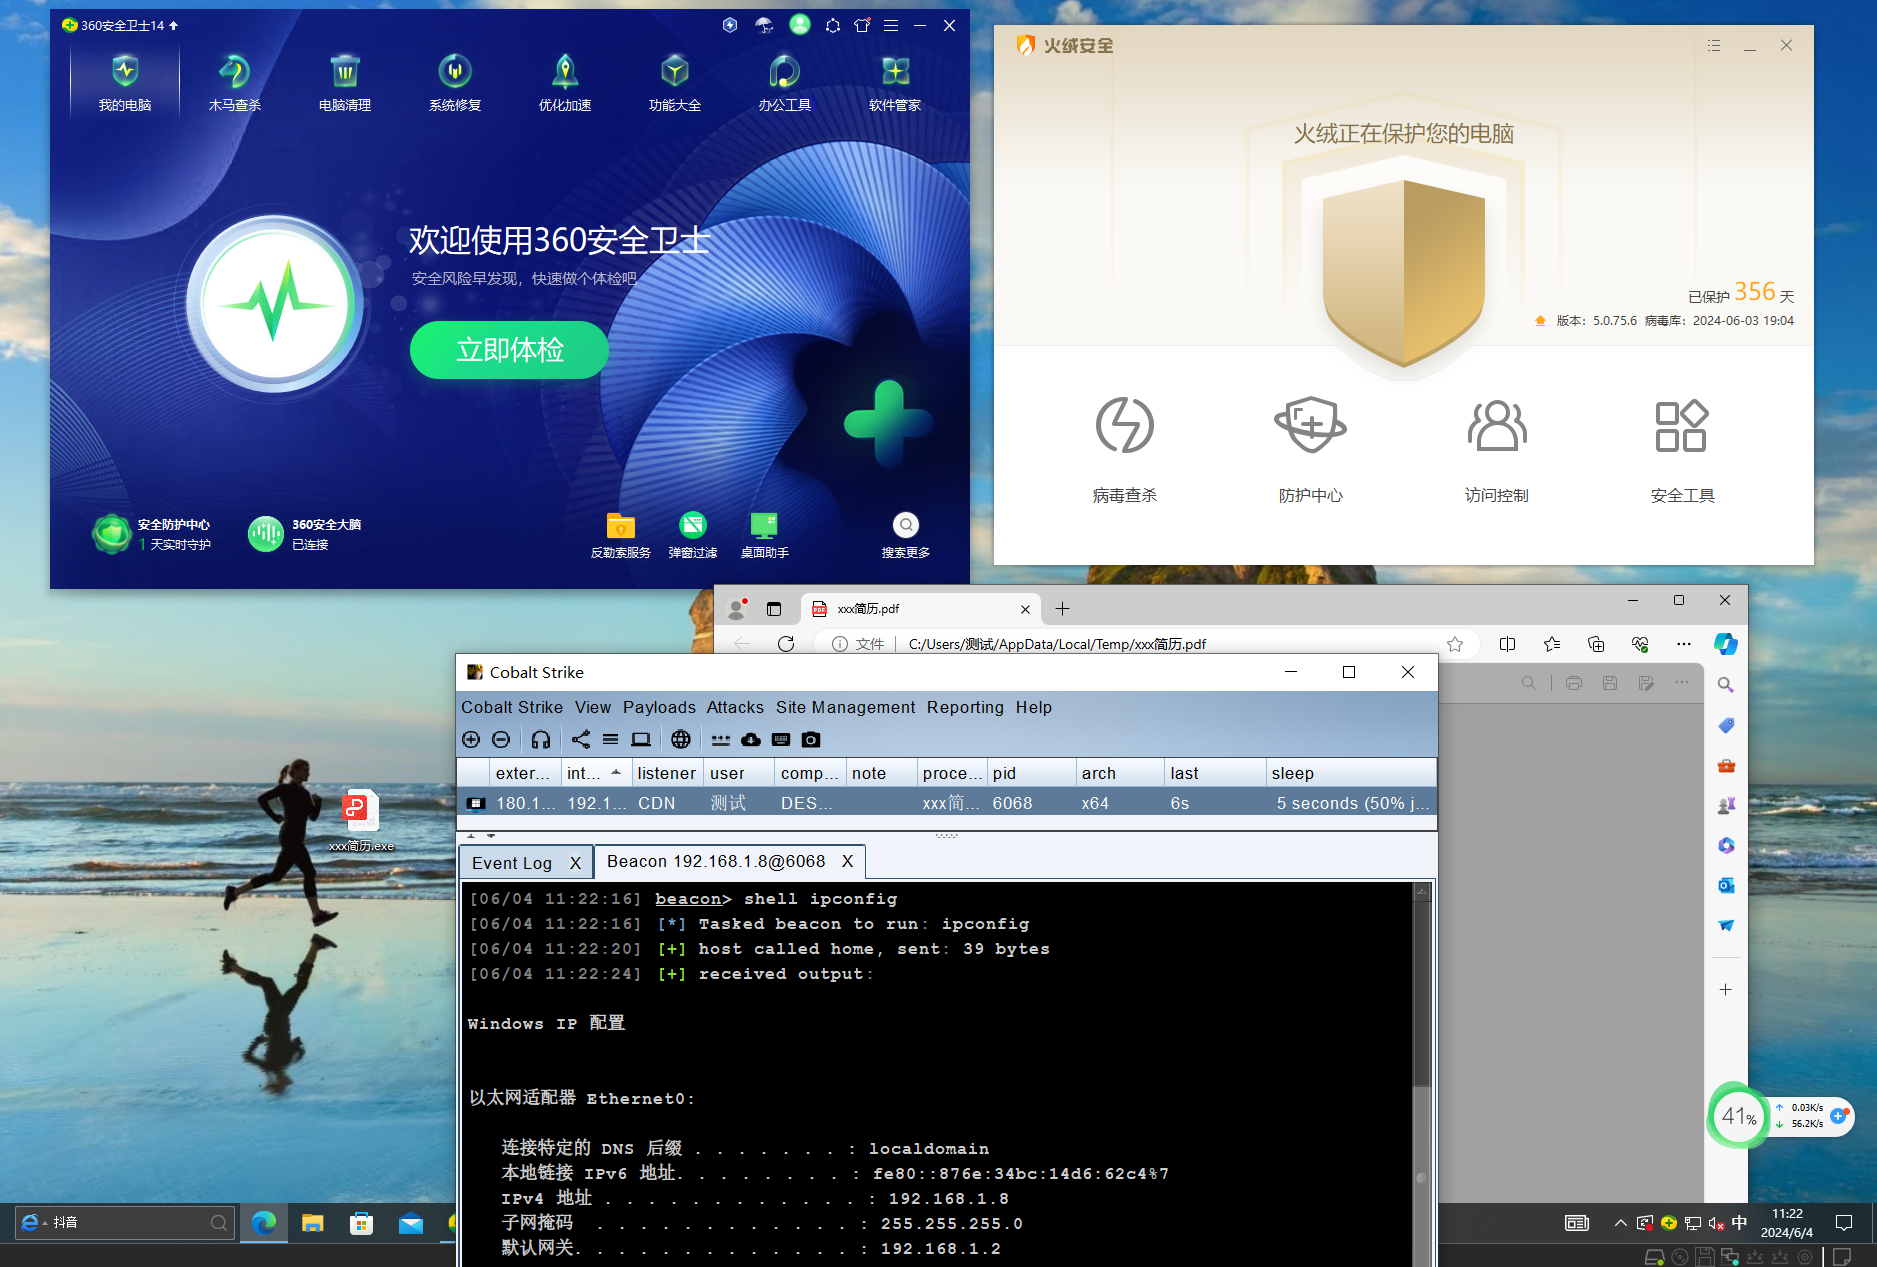 360安全卫士14
我的电脑
木马查杀
电脑清理
系统修复
优化加速
功能大全
办公工具
软件管家
欢迎使用360安全卫士
安全风险早发现，快速做个体检吧
立即体检
安全防护中心
1 天实时守护
360安全大脑
已连接
反勒索服务
弹窗过滤
桌面助手
搜索更多
火绒安全
火绒正在保护您的电脑
已保护 356 天
版本：5.0.75.6 病毒库：2024-06-03 19:04
病毒查杀
防护中心
访问控制
安全工具
PDF
xxx简历.pdf
文件 C:/Users/测试/AppData/Local/Temp/xxx简历.pdf
xxx简历.exe
Cobalt Strike
Cobalt Strike View Payloads Attacks Site Management Reporting Help
exter... int... listener user comp... note proce... pid arch last sleep
180.1... 192.1... CDN 测试 DES... xxx简... 6068 x64 6s 5 seconds (50% j...
Event Log X
Beacon 192.168.1.8@6068 X
[06/04 11:22:16] beacon> shell ipconfig
[06/04 11:22:16] [*] Tasked beacon to run: ipconfig
[06/04 11:22:20] [+] host called home, sent: 39 bytes
[06/04 11:22:24] [+] received output:
Windows IP 配置
以太网适配器 Ethernet0:
连接特定的 DNS 后缀 . . . . . . . : localdomain
本地链接 IPv6 地址. . . . . . . . : fe80::876e:34bc:14d6:62c4%7
IPv4 地址 . . . . . . . . . . . . : 192.168.1.8
子网掩码  . . . . . . . . . . . . : 255.255.255.0
默认网关. . . . . . . . . . . . . : 192.168.1.2
41%
0.03K/s
56.2K/s
抖音
中
11:22
2024/6/4